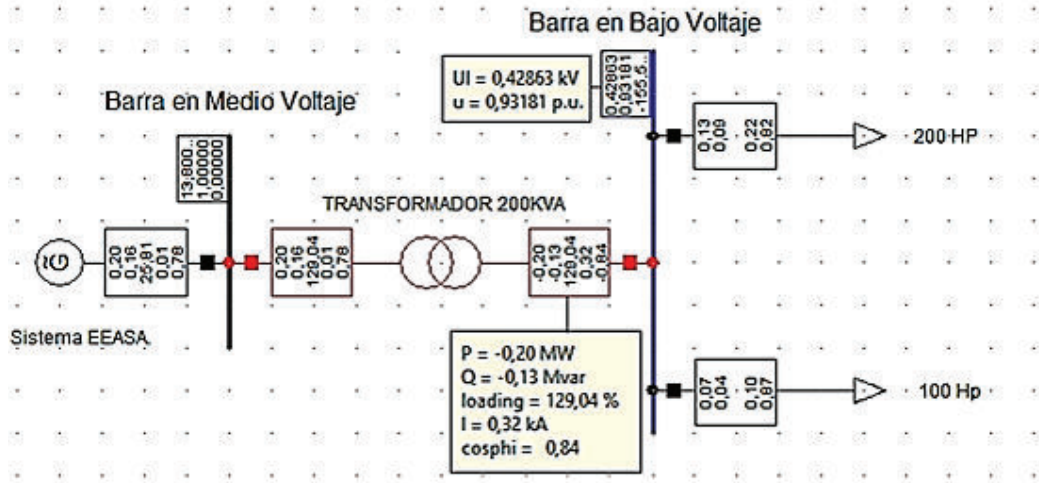 Barra en Bajo Voltaje
Ul = 0,42863 kV
u = 0,93181 p.u.
0,42863
0,93181
-155,5..
Barra en Medio Voltaje
13,800..
1,00000
0,00000
0,13
0,09
0,22
0,82
200 HP
TRANSFORMADOR 200KVA
G
0,20
0,16
25,81
0,01
0,78
0,20
0,16
129,04
0,01
0,78
-0,20
-0,13
129,04
0,32
-0,84
Sistema EEASA
P = -0,20 MW
Q = -0,13 Mvar
loading = 129,04 %
I = 0,32 kA
cosphi = 0,84
0,07
0,04
0,10
0,87
100 Hp